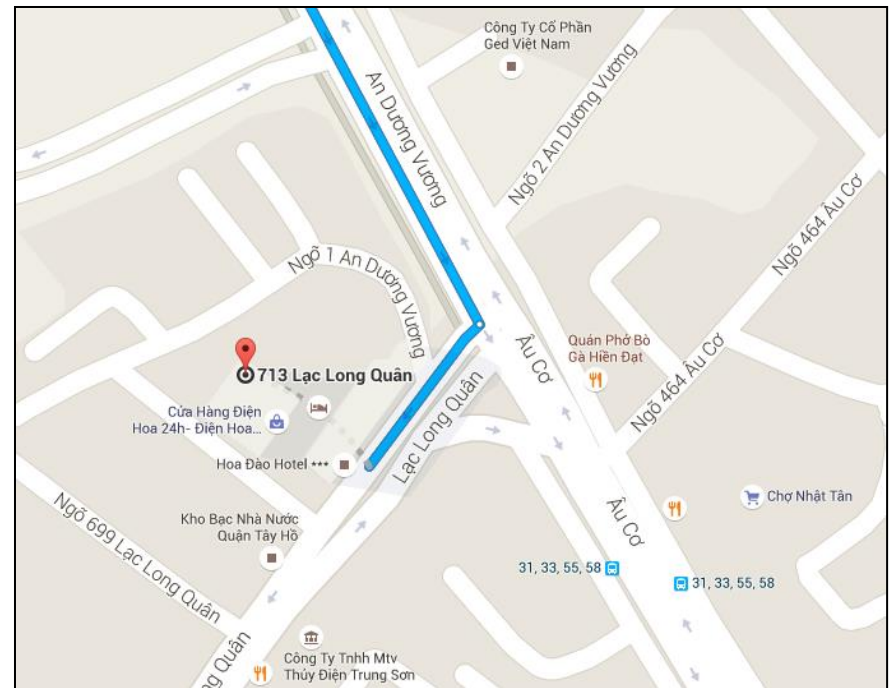 Công Ty Cổ Phần
Ged Việt Nam
An Dương Vương
Ngõ 2 An Dương Vương
Ngõ 464 Âu Cơ
Ngõ 1 An Dương Vương
Quán Phở Bò
Gà Hiền Đạt
Âu Cơ
713 Lạc Long Quân
Ngõ 464 Âu Cơ
Lạc Long Quân
Cửa Hàng Điện
Hoa 24h- Điện Hoa...
Hoa Đào Hotel ***
Chợ Nhật Tân
Âu Cơ
Ngõ 699 Lạc Long Quân
Kho Bạc Nhà Nước
Quận Tây Hồ
31, 33, 55, 58
31, 33, 55, 58
ng Quân
Công Ty Tnhh Mtv
Thủy Điện Trung Sơn